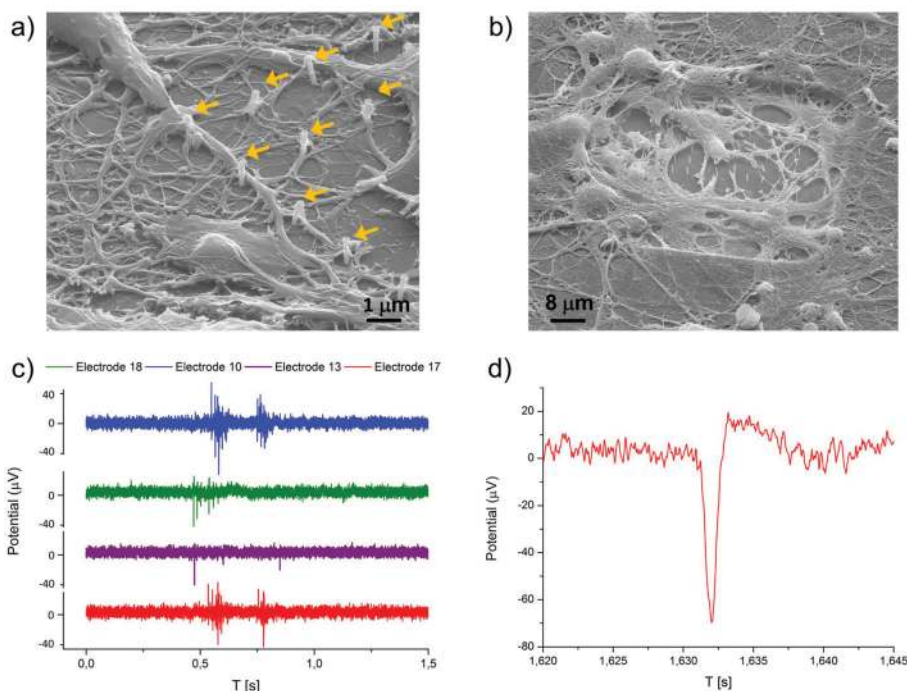 a)
1 μm
b)
8 μm
c)
Electrode 18 Electrode 10 Electrode 13 Electrode 17
40
0
-40
0
-40
0
-40
0
-40
Potential (μV)
0,0 0,5 1,0 1,5
T [s]
d)
20
0
-20
-40
-60
-80
Potential (μV)
1,620 1,625 1,630 1,635 1,640 1,645
T [s]